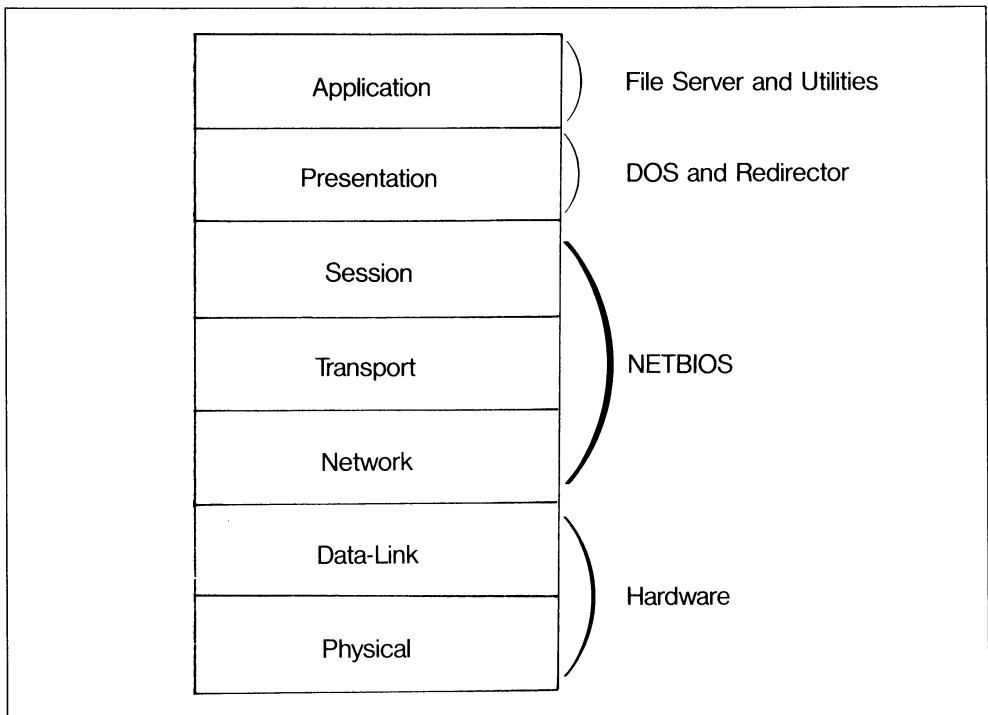 Application
File Server and Utilities
Presentation
DOS and Redirector
Session
Transport
NETBIOS
Network
Data-Link
Hardware
Physical